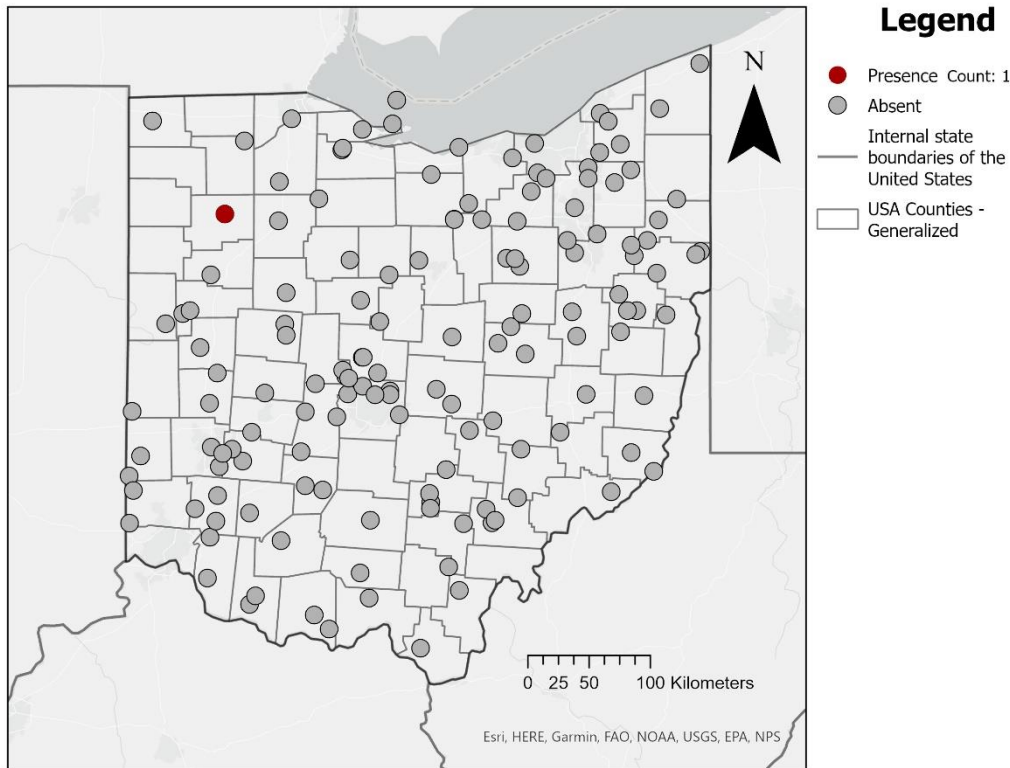 Legend
N
Presence Count: 1
Absent
Internal state
boundaries of the
United States
USA Counties -
Generalized
0 25 50 100 Kilometers
Esri, HERE, Garmin, FAO, NOAA, USGS, EPA, NPS